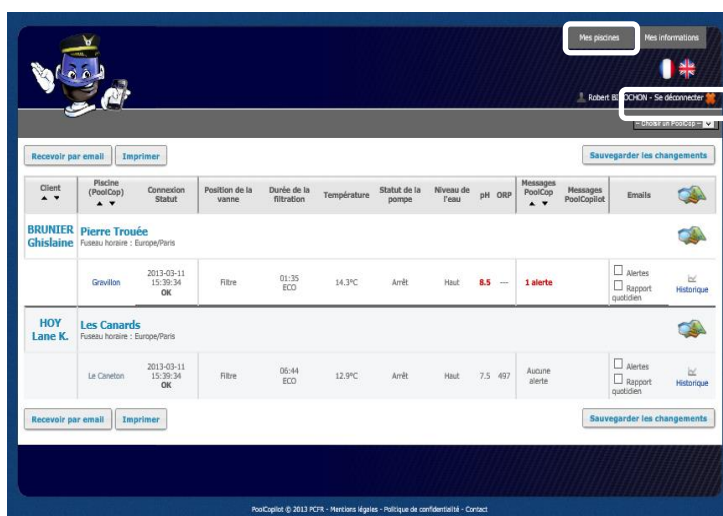 Mes piscines Mes informations
Robert BI OCHON - Se déconnecter
-- Choisir un PoolCop --
Recevoir par email Imprimer Sauvegarder les changements
Client Piscine (PoolCop) Connexion Statut Position de la vanne Durée de la filtration Température Statut de la pompe Niveau de l'eau pH ORP Messages PoolCop Messages PoolCopilot Emails
BRUNIER Ghislaine Pierre Trouée
Fuseau horaire : Europe/Paris
Gravillon 2013-03-11 15:39:34 OK Filtre 01:35 ECO 14.3°C Arrêt Haut 8.5 --- 1 alerte Alertes Rapport quotidien Historique
HOY Lane K. Les Canards
Fuseau horaire : Europe/Paris
Le Caneton 2013-03-11 15:39:34 OK Filtre 06:44 ECO 12.9°C Arrêt Haut 7.5 497 Aucune alerte Alertes Rapport quotidien Historique
Recevoir par email Imprimer Sauvegarder les changements
PoolCopilot © 2013 PCFR - Mentions légales - Politique de confidentialité - Contact